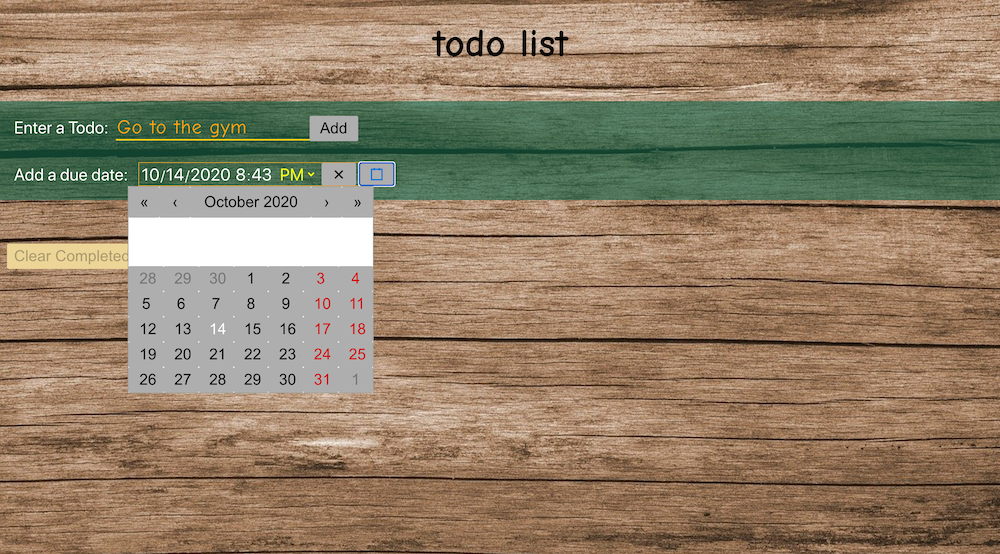 todo list
Enter a Todo: Go to the gym Add
Add a due date: 10/14/2020 8:43 PM ✕
« ‹ October 2020 › »
Clear Completed
28 29 30 1 2 3 4
5 6 7 8 9 10 11
12 13 14 15 16 17 18
19 20 21 22 23 24 25
26 27 28 29 30 31 1